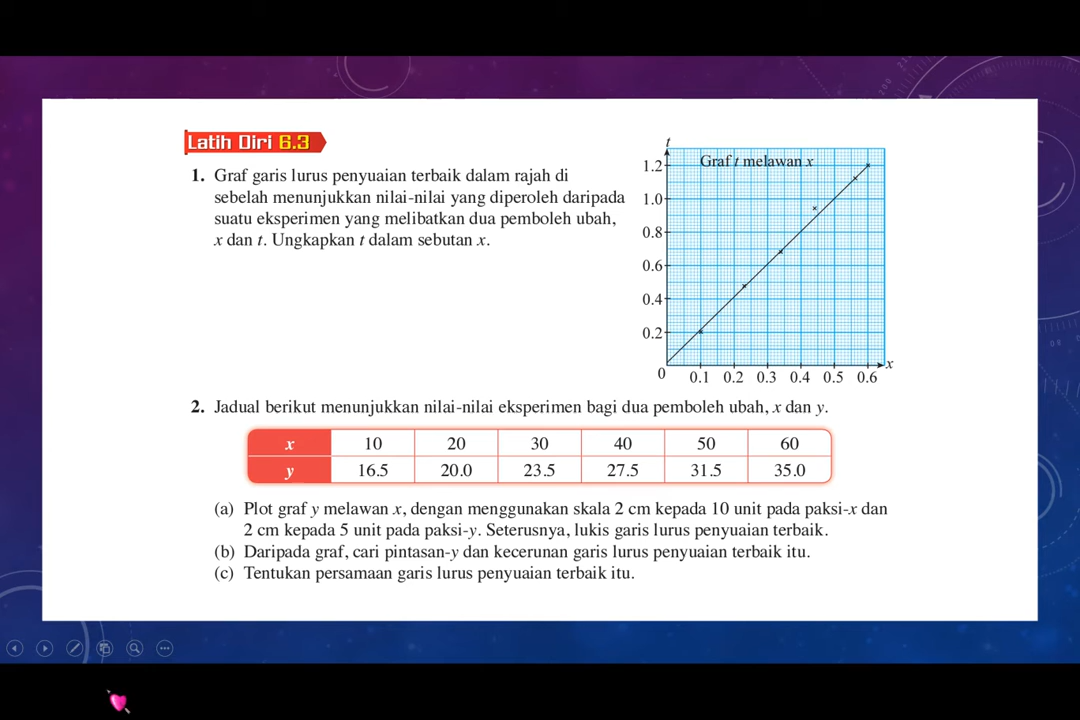 Latih Diri 6.3
1. Graf garis lurus penyuaian terbaik dalam rajah di
sebelah menunjukkan nilai-nilai yang diperoleh daripada
suatu eksperimen yang melibatkan dua pemboleh ubah,
x dan t. Ungkapkan t dalam sebutan x.
t
Graf t melawan x
1.2
1.0
0.8
0.6
0.4
0.2
0 0.1 0.2 0.3 0.4 0.5 0.6 x
2. Jadual berikut menunjukkan nilai-nilai eksperimen bagi dua pemboleh ubah, x dan y.
x 10 20 30 40 50 60
y 16.5 20.0 23.5 27.5 31.5 35.0
(a) Plot graf y melawan x, dengan menggunakan skala 2 cm kepada 10 unit pada paksi-x dan
2 cm kepada 5 unit pada paksi-y. Seterusnya, lukis garis lurus penyuaian terbaik.
(b) Daripada graf, cari pintasan-y dan kecerunan garis lurus penyuaian terbaik itu.
(c) Tentukan persamaan garis lurus penyuaian terbaik itu.